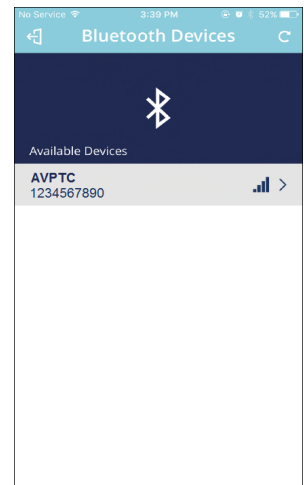 No Service 3:39 PM 52%
Bluetooth Devices
Available Devices
AVPTC
1234567890